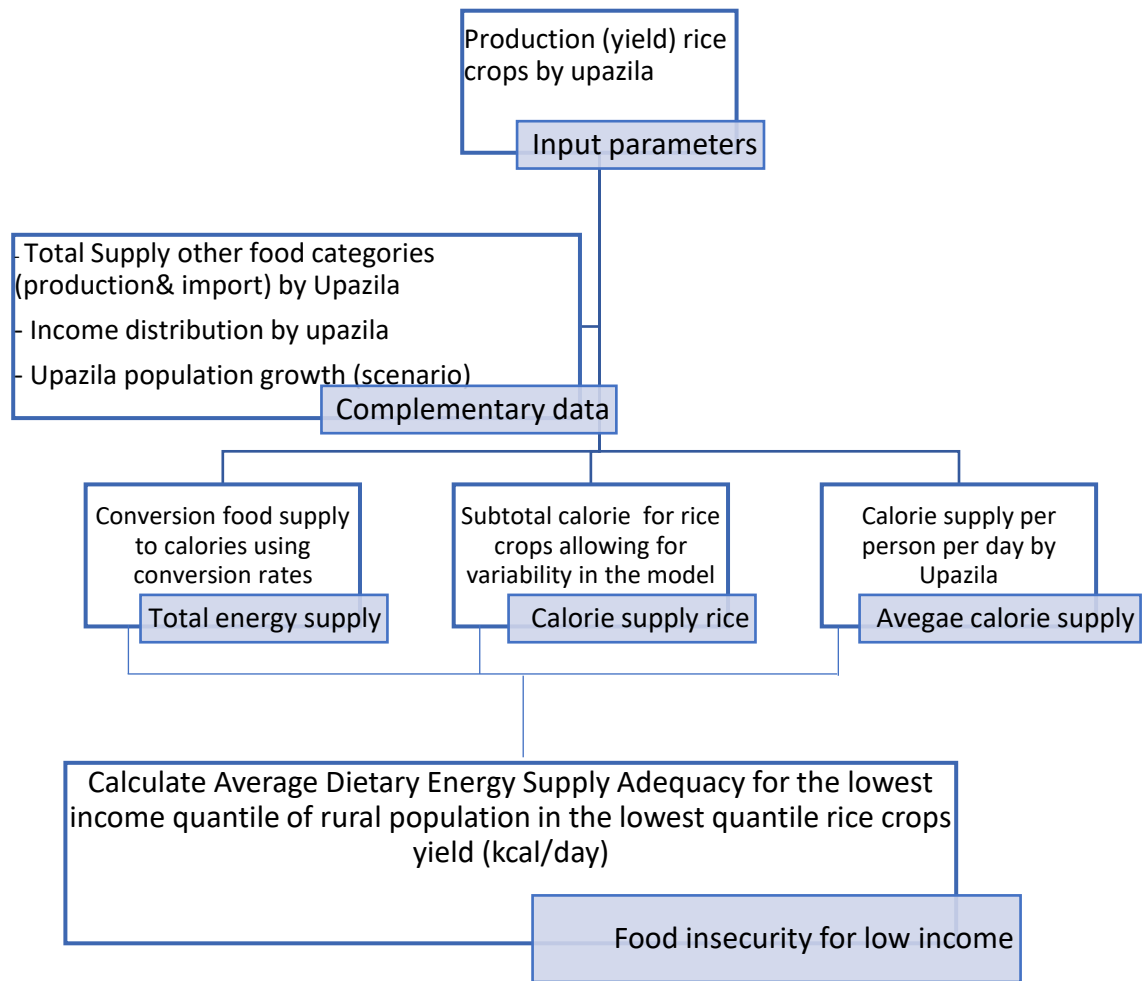 Production (yield) rice
crops by upazila
Input parameters
- Total Supply other food categories
(production& import) by Upazila
- Income distribution by upazila
- Upazila population growth (scenario)
Complementary data
Conversion food supply
to calories using
conversion rates
Total energy supply
Subtotal calorie for rice
crops allowing for
variability in the model
Calorie supply rice
Calorie supply per
person per day by
Upazila
Avegae calorie supply
Calculate Average Dietary Energy Supply Adequacy for the lowest
income quantile of rural population in the lowest quantile rice crops
yield (kcal/day)
Food insecurity for low income